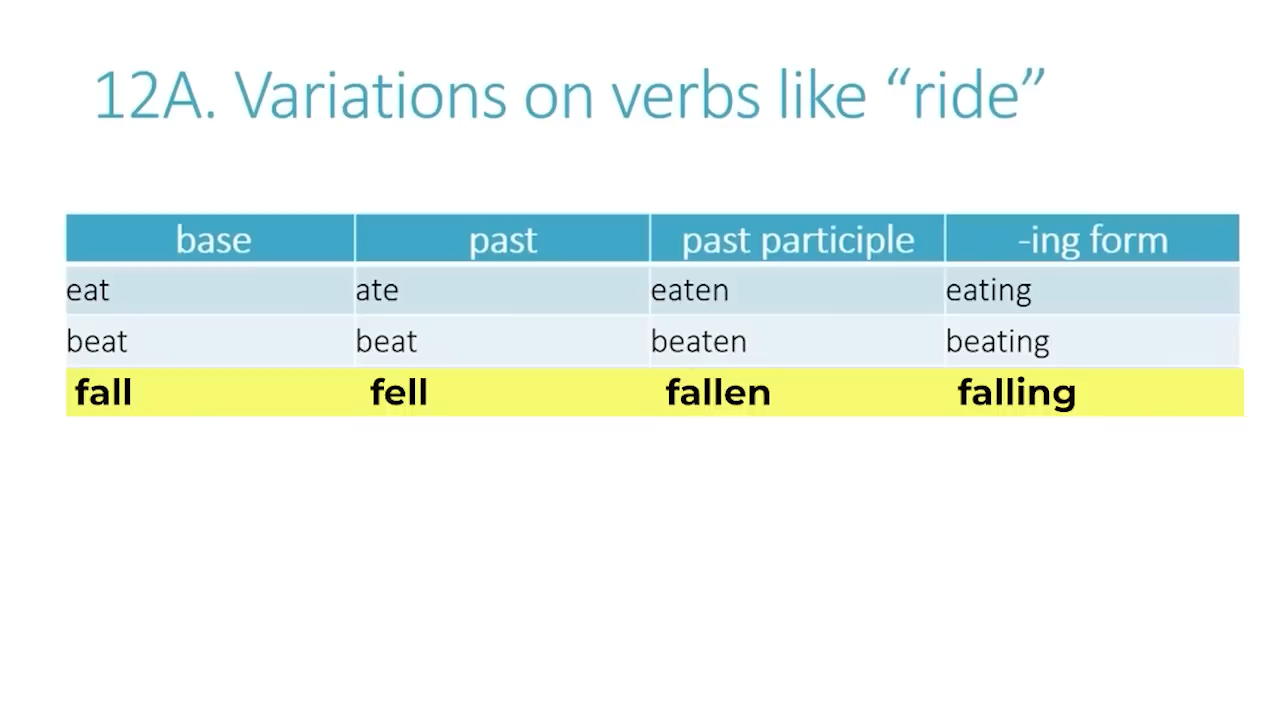 12A. Variations on verbs like “ride”
base past past participle -ing form
eat ate eaten eating
beat beat beaten beating
fall fell fallen falling